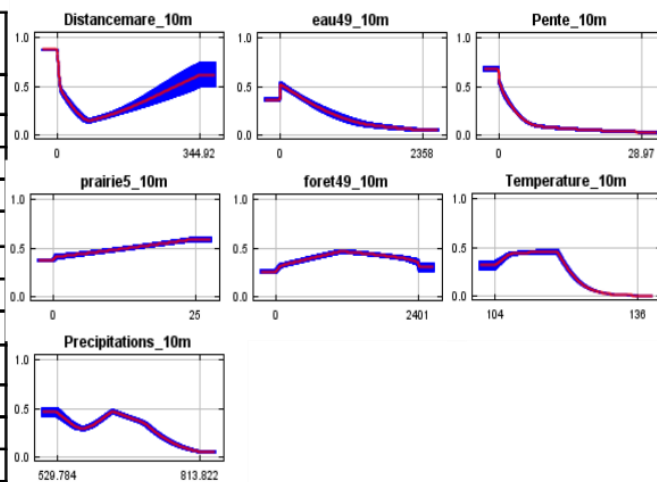 Distancemare_10m eau49_10m Pente_10m
1.0 1.0 1.0
0.5 0.5 0.5
0.0 0.0 0.0
0 344.92 0 2358 0 28.97
prairie5_10m foret49_10m Temperature_10m
1.0 1.0 1.0
0.5 0.5 0.5
0.0 0.0 0.0
0 25 0 2401 104 136
Precipitations_10m
1.0
0.5
0.0
529.784 813.822